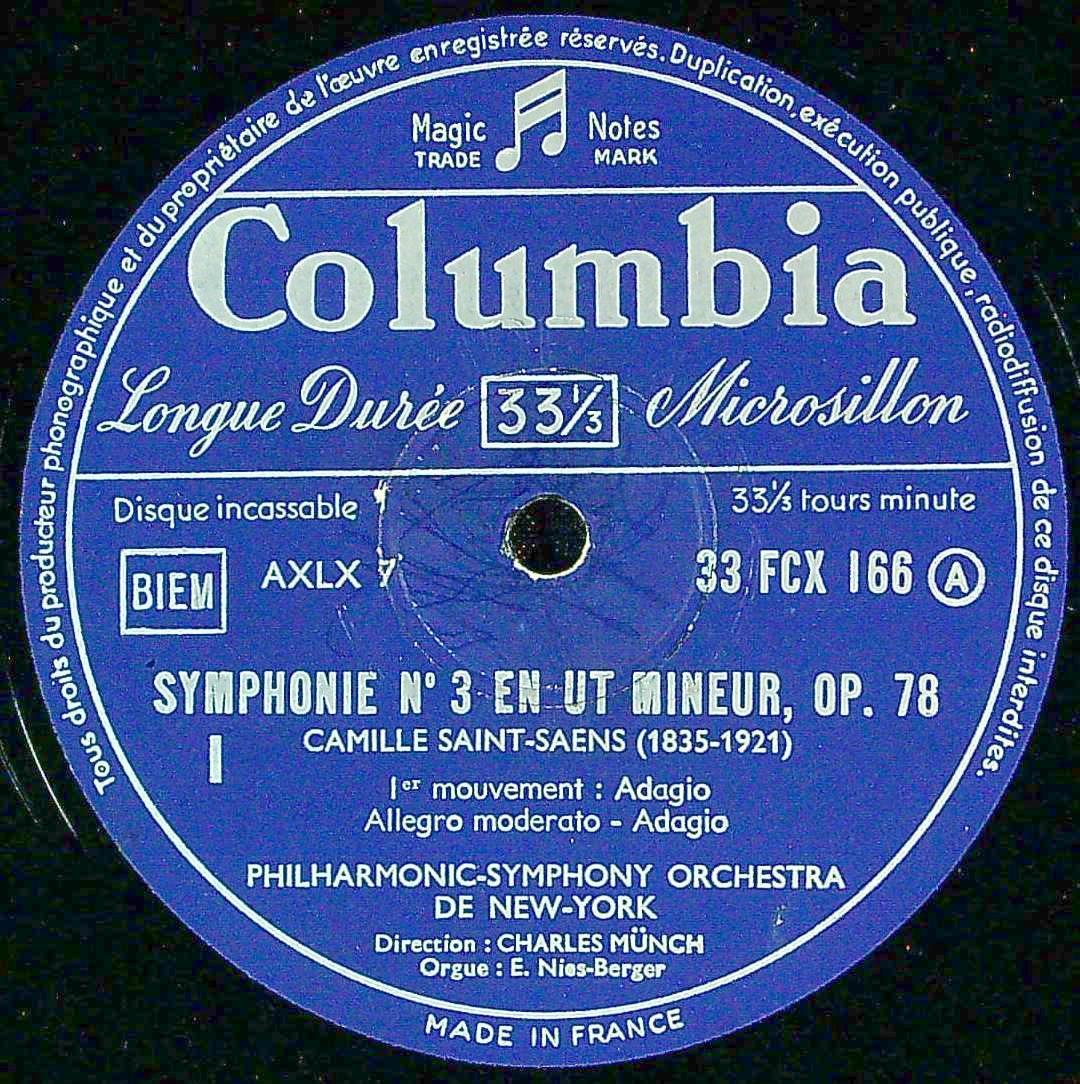 Tous droits du producteur phonographique et du propriétaire de l'œuvre enregistrée réservés. Duplication, exécution publique, radiodiffusion de ce disque interdites.
Magic Notes
TRADE MARK
Columbia
Longue Durée 33⅓ Microsillon
Disque incassable 33⅓ tours minute
BIEM AXLX 7 33 FCX 166 A
SYMPHONIE Nº 3 EN UT MINEUR, OP. 78
CAMILLE SAINT-SAENS (1835-1921)
I
Iᵉʳ mouvement : Adagio
Allegro moderato - Adagio
PHILHARMONIC-SYMPHONY ORCHESTRA
DE NEW-YORK
Direction : CHARLES MÜNCH
Orgue : E. Nies-Berger
MADE IN FRANCE